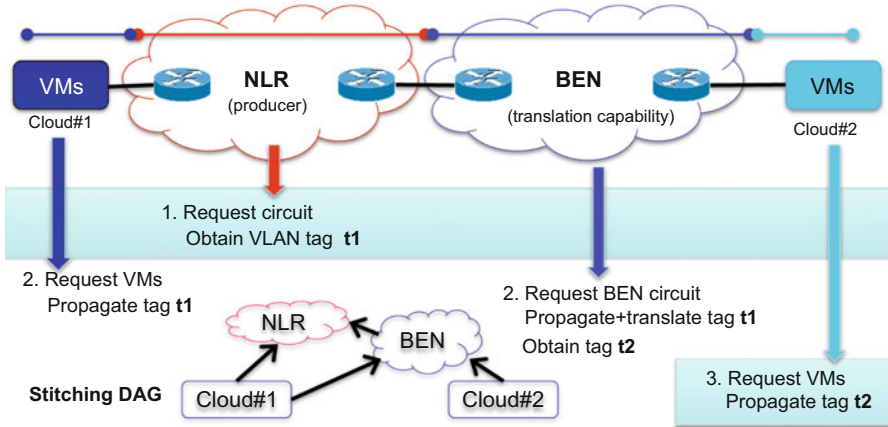 VMs
NLR
BEN
VMs
(producer)
(translation capability)
Cloud#1
Cloud#2
1. Request circuit
Obtain VLAN tag t1
2. Request VMs
Propagate tag t1
2. Request BEN circuit
Propagate+translate tag t1
Obtain tag t2
NLR
BEN
Stitching DAG
Cloud#1
Cloud#2
3. Request VMs
Propagate tag t2